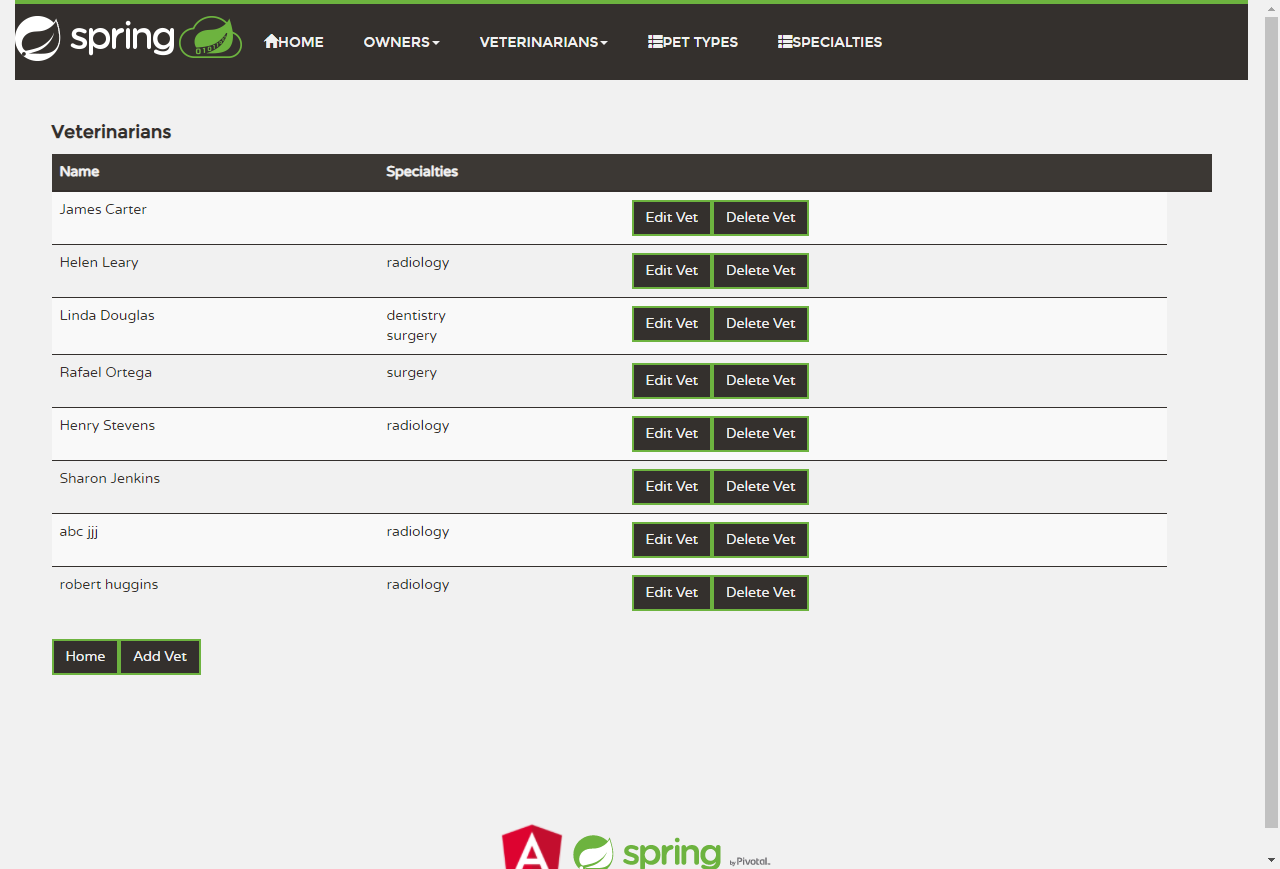 spring HOME OWNERS VETERINARIANS PET TYPES SPECIALTIES
Veterinarians
Name Specialties
James Carter Edit Vet Delete Vet
Helen Leary radiology Edit Vet Delete Vet
Linda Douglas dentistry Edit Vet Delete Vet
surgery
Rafael Ortega surgery Edit Vet Delete Vet
Henry Stevens radiology Edit Vet Delete Vet
Sharon Jenkins Edit Vet Delete Vet
abc jjj radiology Edit Vet Delete Vet
robert huggins radiology Edit Vet Delete Vet
Home Add Vet
A spring by Pivotal.